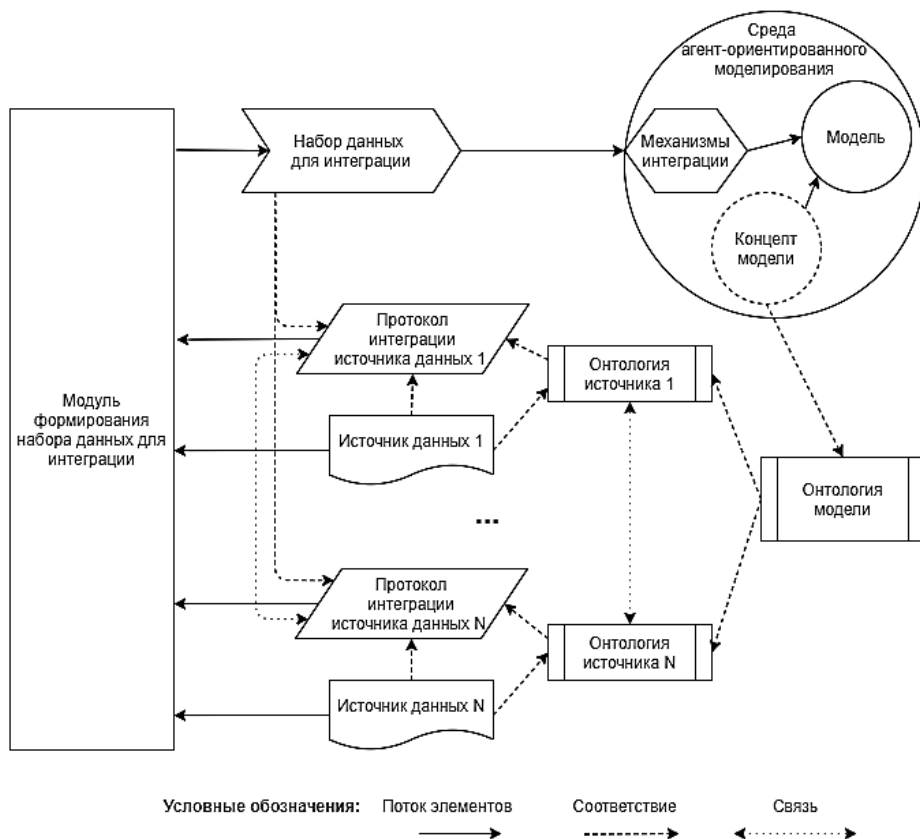 Среда
агент-ориентированного
моделирования
Набор данных
для интеграции
Механизмы
интеграции
Модель
Концепт
модели
Протокол
интеграции
источника данных 1
Онтология
источника 1
Модуль
формирования
набора данных для
интеграции
Источник данных 1
Онтология
модели
...
Протокол
интеграции
источника данных N
Онтология
источника N
Источник данных N
Условные обозначения: Поток элементов Соответствие Связь